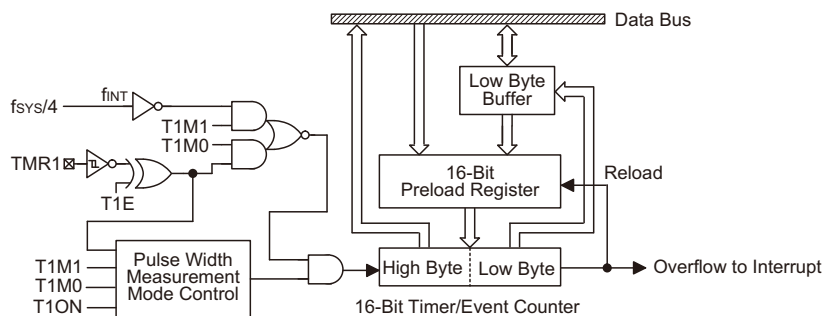 Data Bus
Low Byte
Buffer
fSYS/4
fINT
T1M1
T1M0
TMR1
T1E
16-Bit
Preload Register
Reload
T1M1
T1M0
T1ON
Pulse Width
Measurement
Mode Control
High Byte
Low Byte
Overflow to Interrupt
16-Bit Timer/Event Counter